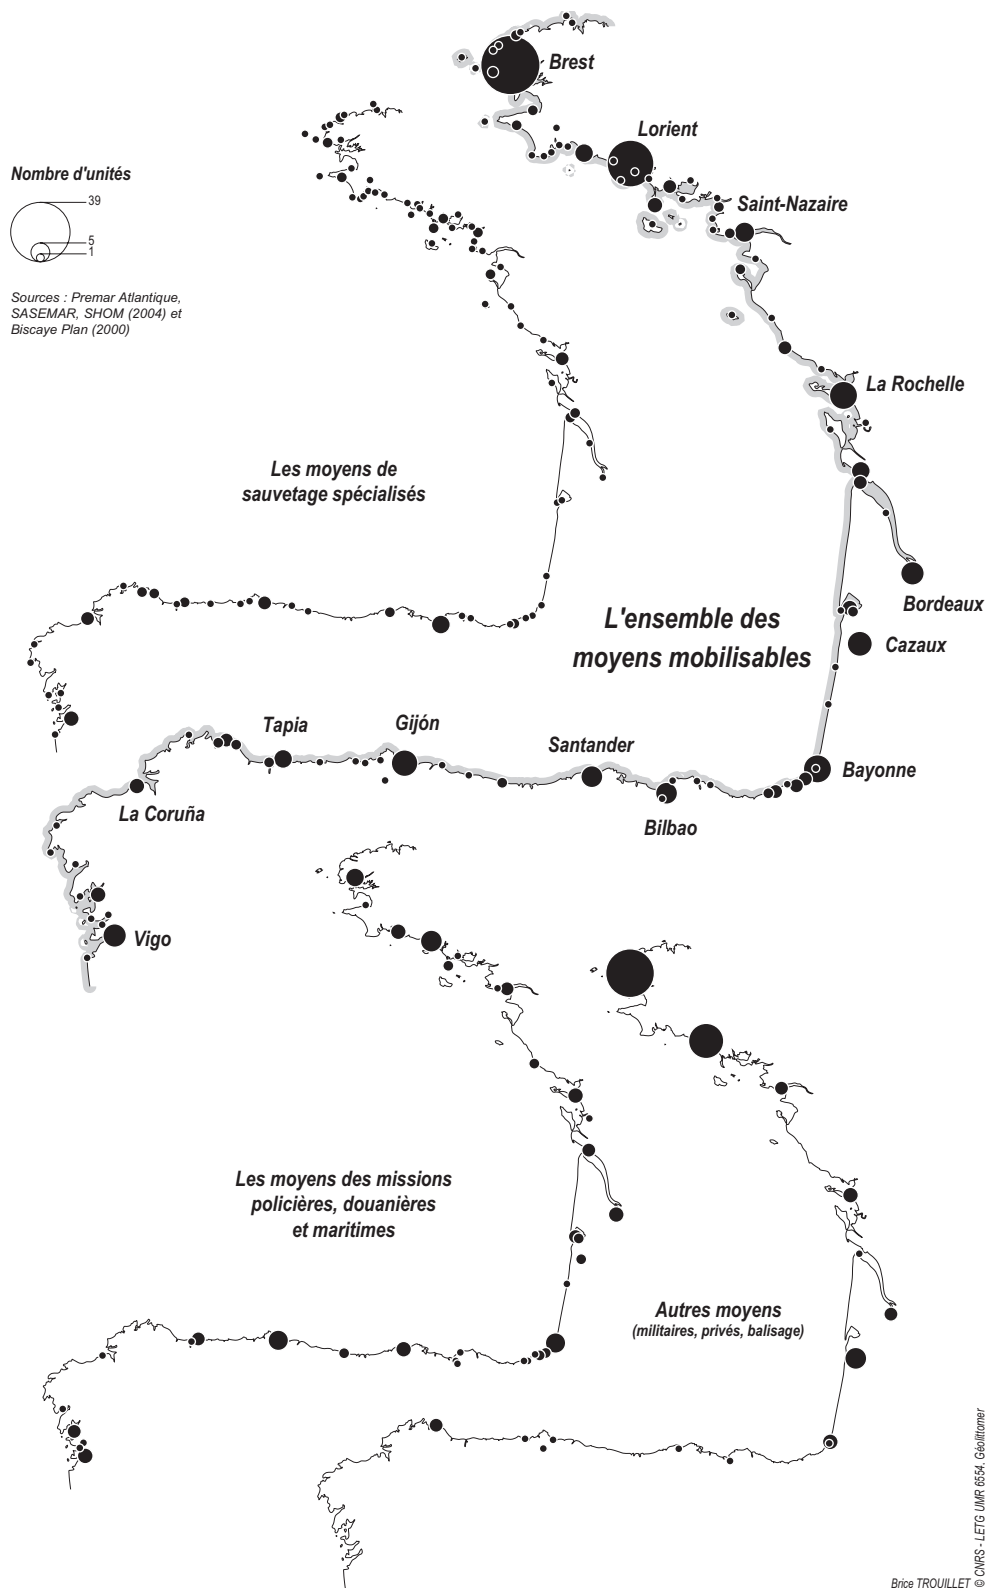 Brest
Lorient
Nombre d'unités
39
5
1
Saint-Nazaire
Sources : Premar Atlantique,
SASEMAR, SHOM (2004) et
Biscaye Plan (2000)
La Rochelle
Les moyens de
sauvetage spécialisés
Bordeaux
L'ensemble des
moyens mobilisables
Cazaux
Tapia
Gijón
Santander
Bayonne
La Coruña
Bilbao
Vigo
Les moyens des missions
policières, douanières
et maritimes
Autres moyens
(militaires, privés, balisage)
Brice TROUILLET
© CNRS - LETG UMR 6554, Géolittomer